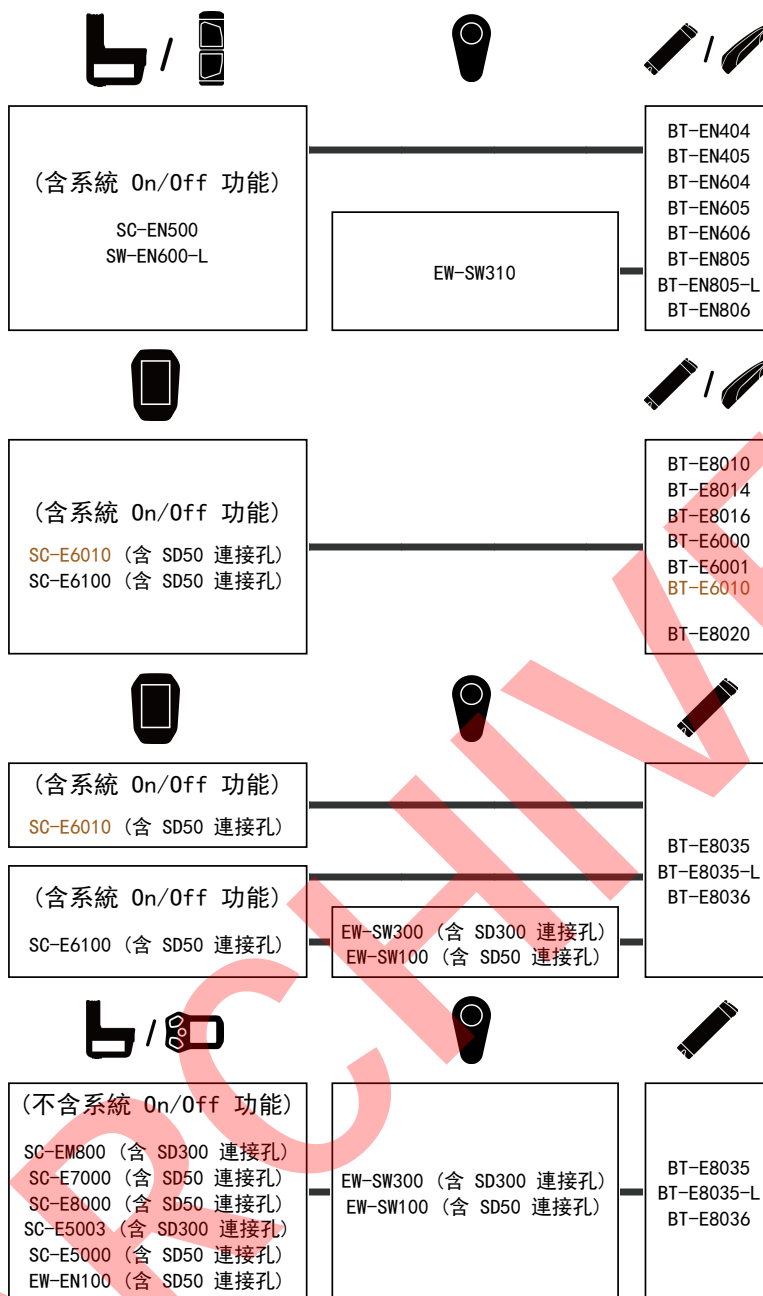 (含系統 On/Off 功能)
SC-EN500
SW-EN600-L
EW-SW310
BT-EN404
BT-EN405
BT-EN604
BT-EN605
BT-EN606
BT-EN805
BT-EN805-L
BT-EN806
(含系統 On/Off 功能)
SC-E6010 (含 SD50 連接孔)
SC-E6100 (含 SD50 連接孔)
BT-E8010
BT-E8014
BT-E8016
BT-E6000
BT-E6001
BT-E6010
BT-E8020
(含系統 On/Off 功能)
SC-E6010 (含 SD50 連接孔)
(含系統 On/Off 功能)
SC-E6100 (含 SD50 連接孔)
EW-SW300 (含 SD300 連接孔)
EW-SW100 (含 SD50 連接孔)
BT-E8035
BT-E8035-L
BT-E8036
(不含系統 On/Off 功能)
SC-EM800 (含 SD300 連接孔)
SC-E7000 (含 SD50 連接孔)
SC-E8000 (含 SD50 連接孔)
SC-E5003 (含 SD300 連接孔)
SC-E5000 (含 SD50 連接孔)
EW-EN100 (含 SD50 連接孔)
EW-SW300 (含 SD300 連接孔)
EW-SW100 (含 SD50 連接孔)
BT-E8035
BT-E8035-L
BT-E8036
RCHIVE